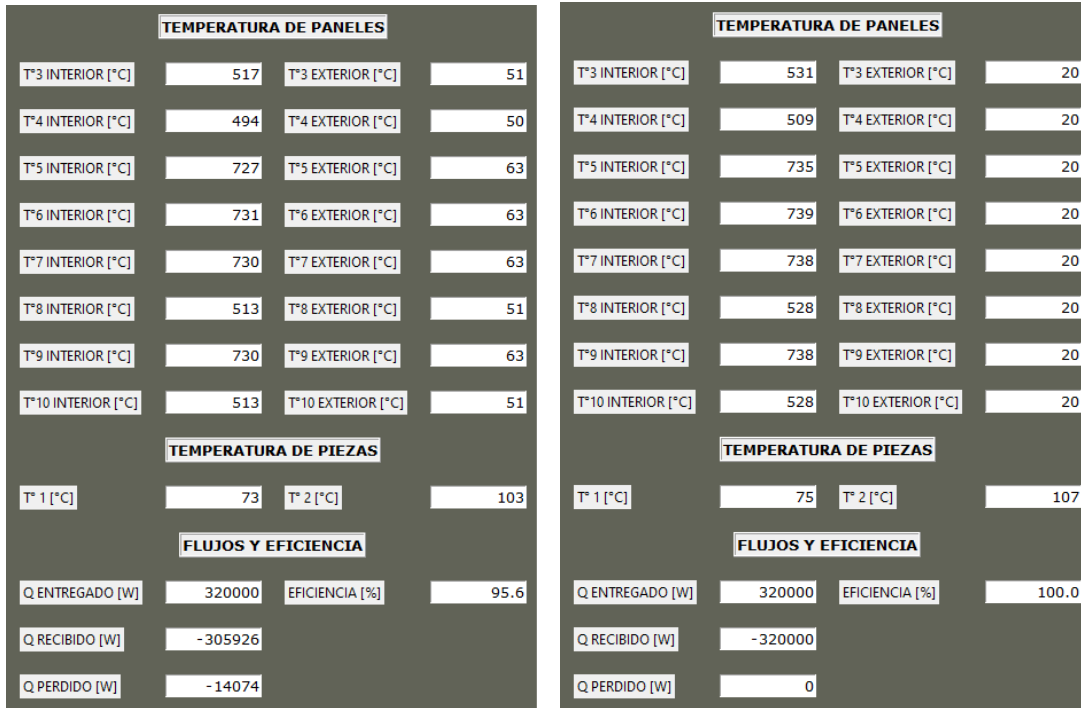 TEMPERATURA DE PANELES
T°3 INTERIOR [°C] 517 T°3 EXTERIOR [°C] 51
T°4 INTERIOR [°C] 494 T°4 EXTERIOR [°C] 50
T°5 INTERIOR [°C] 727 T°5 EXTERIOR [°C] 63
T°6 INTERIOR [°C] 731 T°6 EXTERIOR [°C] 63
T°7 INTERIOR [°C] 730 T°7 EXTERIOR [°C] 63
T°8 INTERIOR [°C] 513 T°8 EXTERIOR [°C] 51
T°9 INTERIOR [°C] 730 T°9 EXTERIOR [°C] 63
T°10 INTERIOR [°C] 513 T°10 EXTERIOR [°C] 51
TEMPERATURA DE PIEZAS
T° 1 [°C] 73 T° 2 [°C] 103
FLUJOS Y EFICIENCIA
Q ENTREGADO [W] 320000 EFICIENCIA [%] 95.6
Q RECIBIDO [W] -305926
Q PERDIDO [W] -14074
TEMPERATURA DE PANELES
T°3 INTERIOR [°C] 531 T°3 EXTERIOR [°C] 20
T°4 INTERIOR [°C] 509 T°4 EXTERIOR [°C] 20
T°5 INTERIOR [°C] 735 T°5 EXTERIOR [°C] 20
T°6 INTERIOR [°C] 739 T°6 EXTERIOR [°C] 20
T°7 INTERIOR [°C] 738 T°7 EXTERIOR [°C] 20
T°8 INTERIOR [°C] 528 T°8 EXTERIOR [°C] 20
T°9 INTERIOR [°C] 738 T°9 EXTERIOR [°C] 20
T°10 INTERIOR [°C] 528 T°10 EXTERIOR [°C] 20
TEMPERATURA DE PIEZAS
T° 1 [°C] 75 T° 2 [°C] 107
FLUJOS Y EFICIENCIA
Q ENTREGADO [W] 320000 EFICIENCIA [%] 100.0
Q RECIBIDO [W] -320000
Q PERDIDO [W] 0